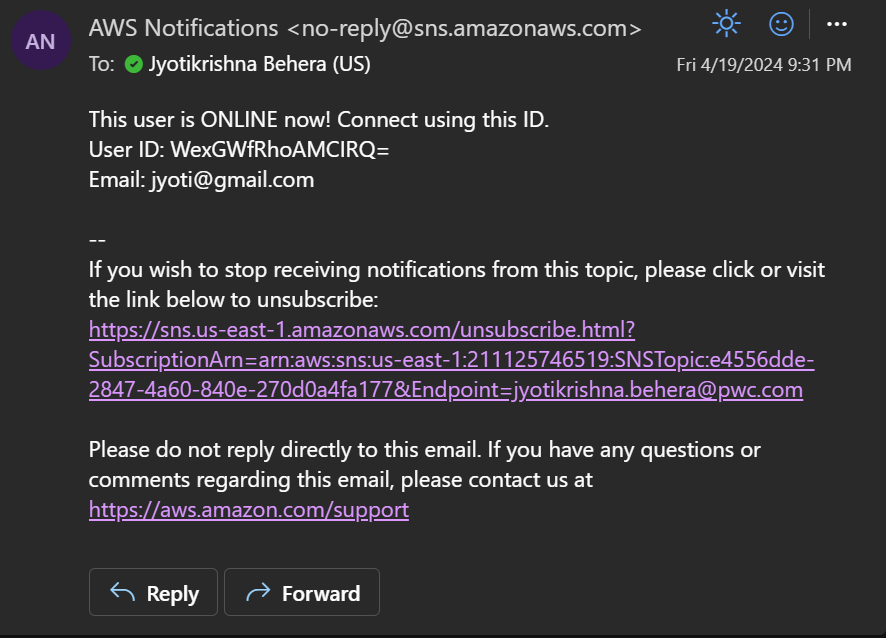 AN
AWS Notifications <no-reply@sns.amazonaws.com>
To: Jyotikrishna Behera (US)
Fri 4/19/2024 9:31 PM
This user is ONLINE now! Connect using this ID.
User ID: WexGWfRhoAMCIRQ=
Email: jyoti@gmail.com
--
If you wish to stop receiving notifications from this topic, please click or visit
the link below to unsubscribe:
https://sns.us-east-1.amazonaws.com/unsubscribe.html?
SubscriptionArn=arn:aws:sns:us-east-1:211125746519:SNSTopic:e4556dde-
2847-4a60-840e-270d0a4fa177&Endpoint=jyotikrishna.behera@pwc.com
Please do not reply directly to this email. If you have any questions or
comments regarding this email, please contact us at
https://aws.amazon.com/support
Reply
Forward